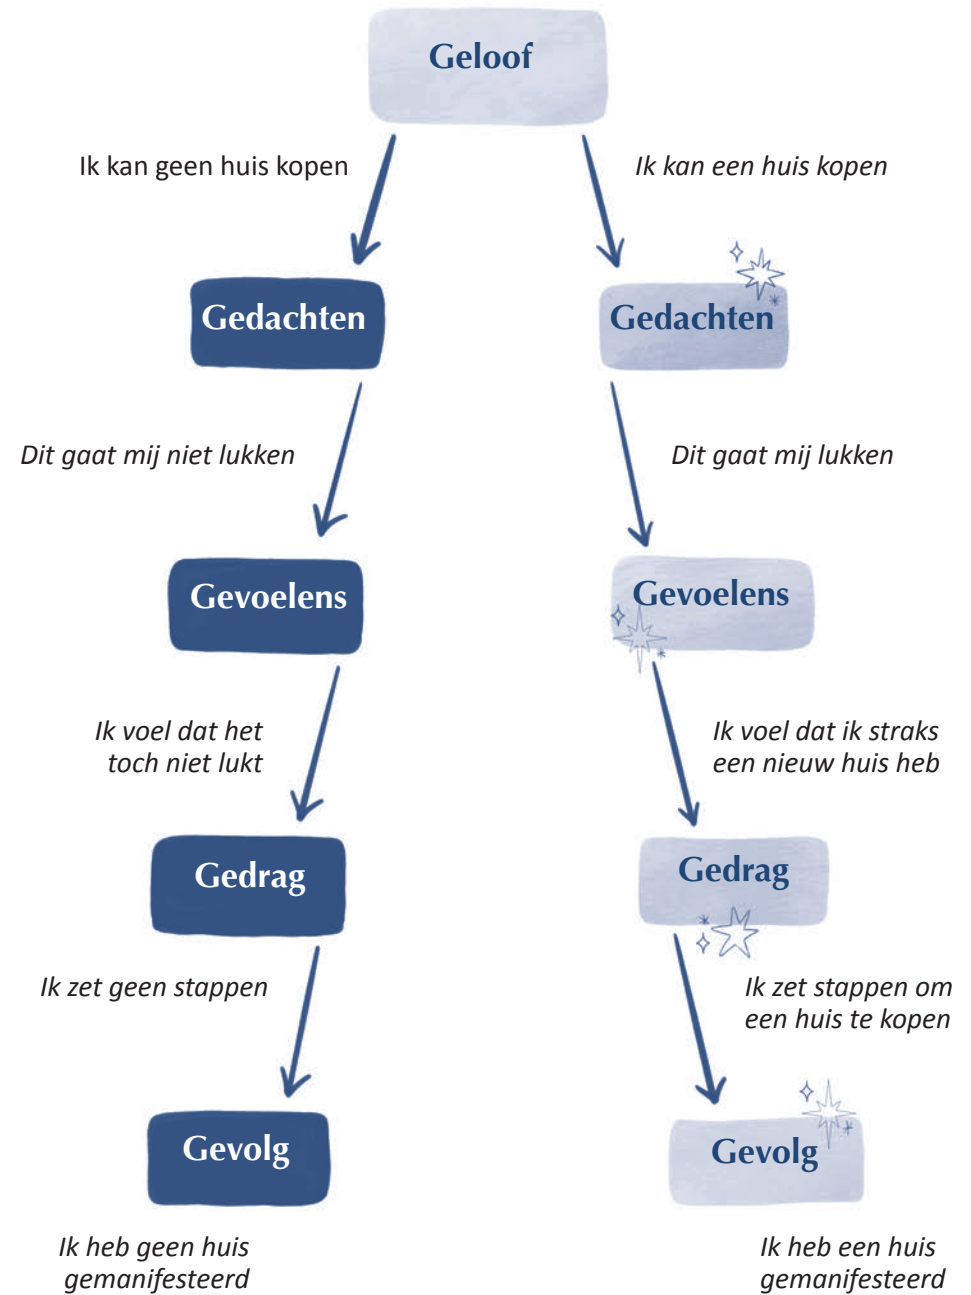 Geloof
Ik kan geen huis kopen
Ik kan een huis kopen
Gedachten
Gedachten
Dit gaat mij niet lukken
Dit gaat mij lukken
Gevoelens
Gevoelens
Ik voel dat het
toch niet lukt
Ik voel dat ik straks
een nieuw huis heb
Gedrag
Gedrag
Ik zet geen stappen
Ik zet stappen om
een huis te kopen
Gevolg
Gevolg
Ik heb geen huis
gemanifesteerd
Ik heb een huis
gemanifesteerd